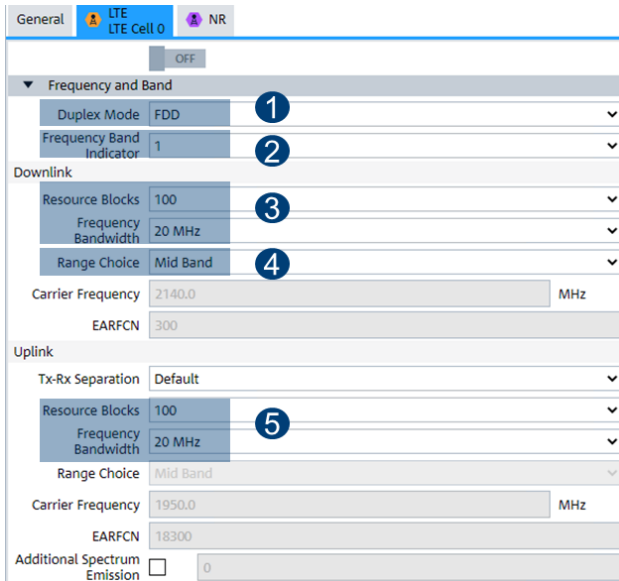 General LTE NR
LTE Cell 0
OFF
Frequency and Band
Duplex Mode FDD 1
Frequency Band Indicator 1 2
Downlink
Resource Blocks 100 3
Frequency Bandwidth 20 MHz
Range Choice Mid Band 4
Carrier Frequency 2140.0 MHz
EARFCN 300
Uplink
Tx-Rx Separation Default
Resource Blocks 100 5
Frequency Bandwidth 20 MHz
Range Choice Mid Band
Carrier Frequency 1950.0 MHz
EARFCN 18300
Additional Spectrum Emission 0